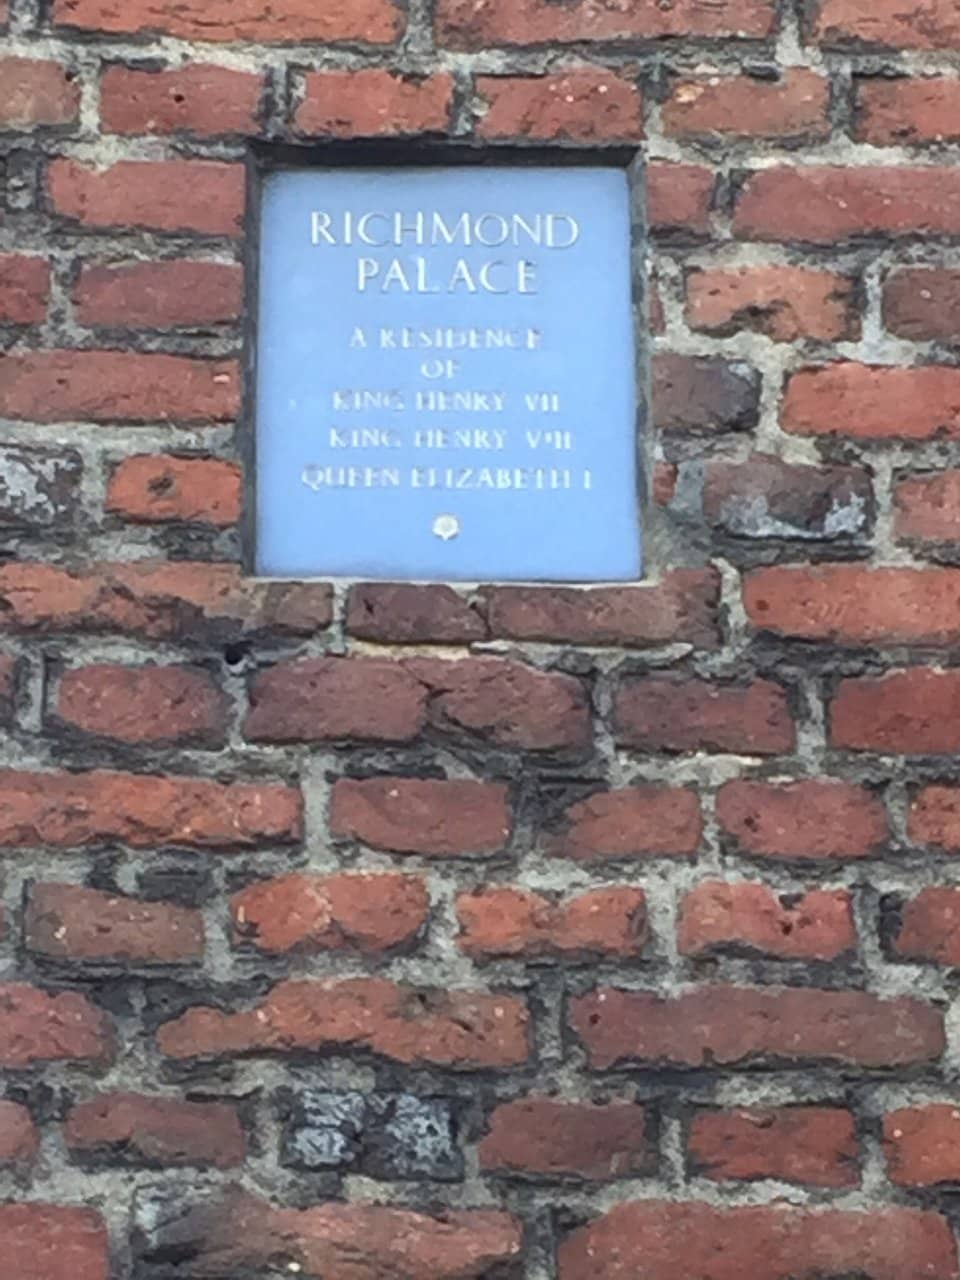 RICHMOND
PALACE
A RESIDENCE
OF
KING HENRY VII
KING HENRY VIII
QUEEN ELIZABETH I